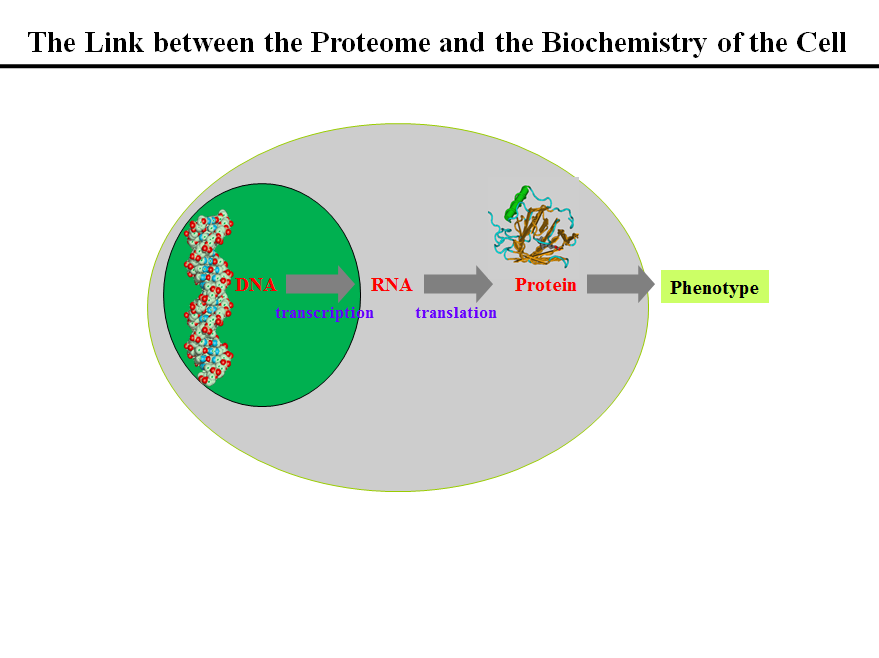 The Link between the Proteome and the Biochemistry of the Cell
DNA
RNA
Protein
Phenotype
transcription
translation